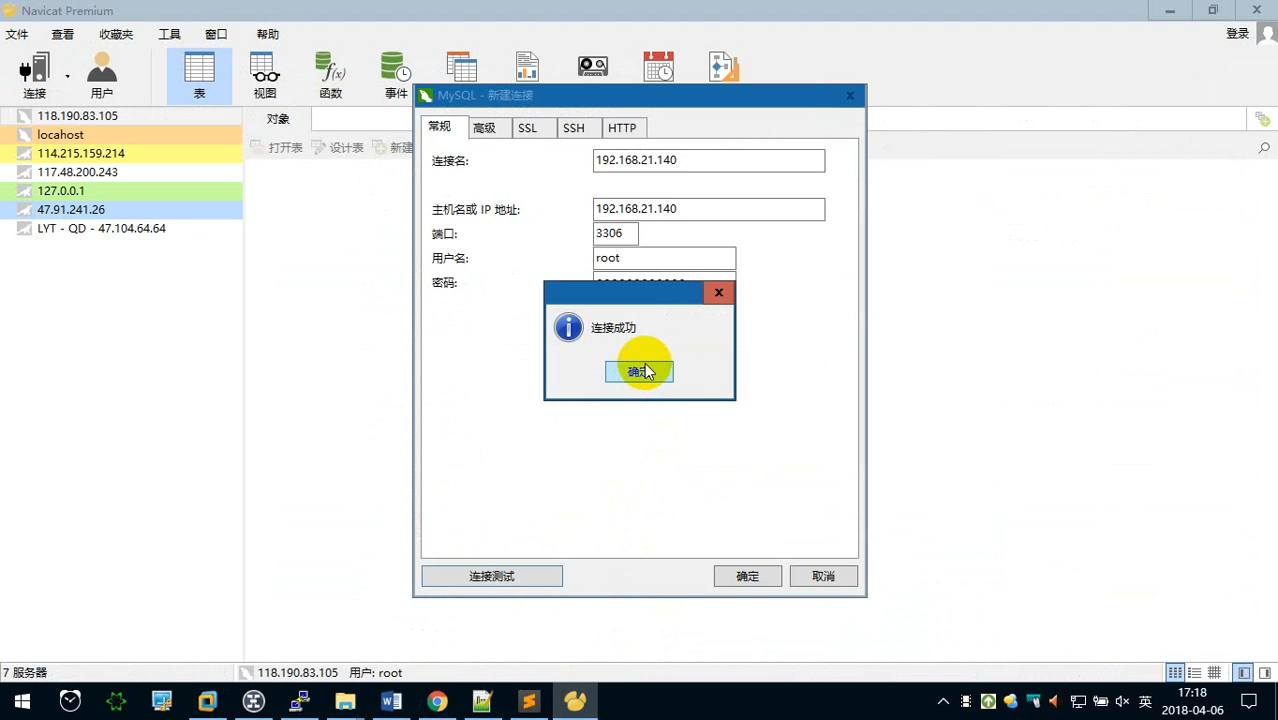 Navicat Premium
文件 查看 收藏夹 工具 窗口 帮助 登录
连接 用户 表 视图 函数 事件
MySQL - 新建连接
118.190.83.105
locahost
114.215.159.214
117.48.200.243
127.0.0.1
47.91.241.26
LYT - QD - 47.104.64.64
对象
打开表 设计表 新建
常规 高级 SSL SSH HTTP
连接名: 192.168.21.140
主机名或 IP 地址: 192.168.21.140
端口: 3306
用户名: root
密码:
连接成功
确定
连接测试 确定 取消
7 服务器 118.190.83.105 用户: root
英 17:18
2018-04-06